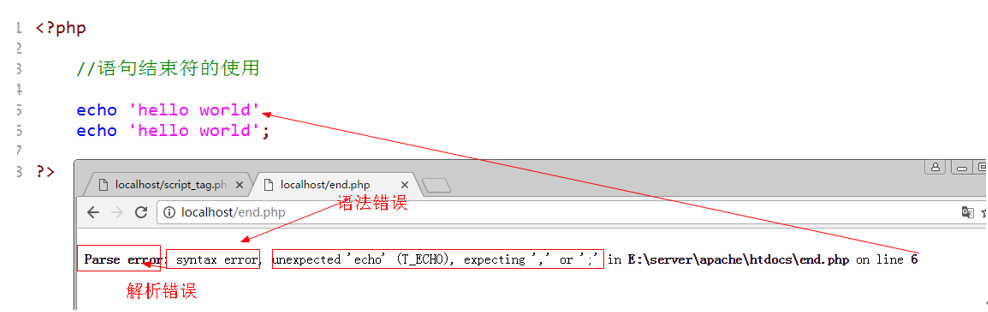 1 <?php
2
3 //语句结束符的使用
4
5 echo 'hello world'
6 echo 'hello world';
7
8 ?>
localhost/script_tag.ph localhost/end.php
localhost/end.php
语法错误
Parse error: syntax error, unexpected 'echo' (T_ECHO), expecting ',' or ';' in E:\server\apache\htdocs\end.php on line 6
解析错误